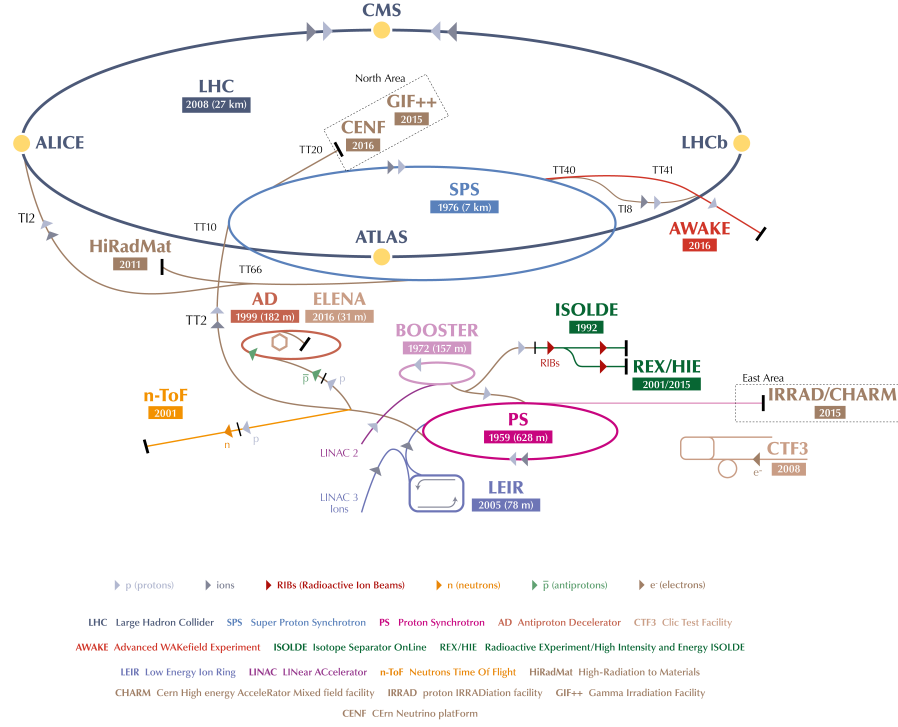 CMS
LHC
2008 (27 km)
North Area
GIF++
2015
CENF
2016
ALICE
LHCb
TT20
TT40
TT41
SPS
1976 (7 km)
TI8
TI2
TT10
AWAKE
2016
ATLAS
HiRadMat
2011
TT66
AD
1999 (182 m)
ELENA
2016 (31 m)
TT2
ISOLDE
1992
BOOSTER
1972 (157 m)
RIBs
REX/HIE
2001/2015
p̅
p
East Area
IRRAD/CHARM
2015
n-ToF
2001
PS
1959 (628 m)
n
p
LINAC 2
CTF3
2008
e-
LINAC 3
Ions
LEIR
2005 (78 m)
p (protons) ions RIBs (Radioactive Ion Beams) n (neutrons) p̅ (antiprotons) e- (electrons)
LHC Large Hadron Collider SPS Super Proton Synchrotron PS Proton Synchrotron AD Antiproton Decelerator CTF3 Clic Test Facility
AWAKE Advanced WAKefield Experiment ISOLDE Isotope Separator OnLine REX/HIE Radioactive EXperiment/High Intensity and Energy ISOLDE
LEIR Low Energy Ion Ring LINAC LINear ACcelerator n-ToF Neutrons Time Of Flight HiRadMat High-Radiation to Materials
CHARM Cern High energy AcceleRator Mixed field facility IRRAD proton IRRADiation facility GIF++ Gamma Irradiation Facility
CENF CErn Neutrino platForm